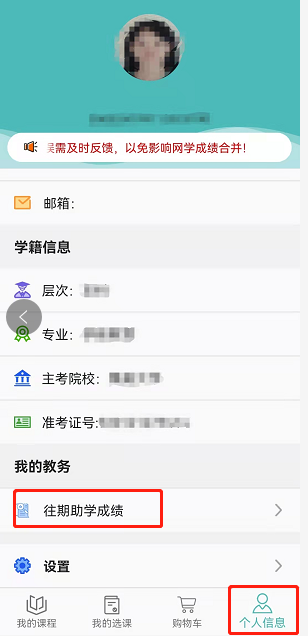 需及时反馈，以免影响网学成绩合并！
邮箱：
学籍信息
层次：
专业：
主考院校：
准考证号:
我的教务
往期助学成绩
设置
我的课程
我的选课
购物车
个人信息